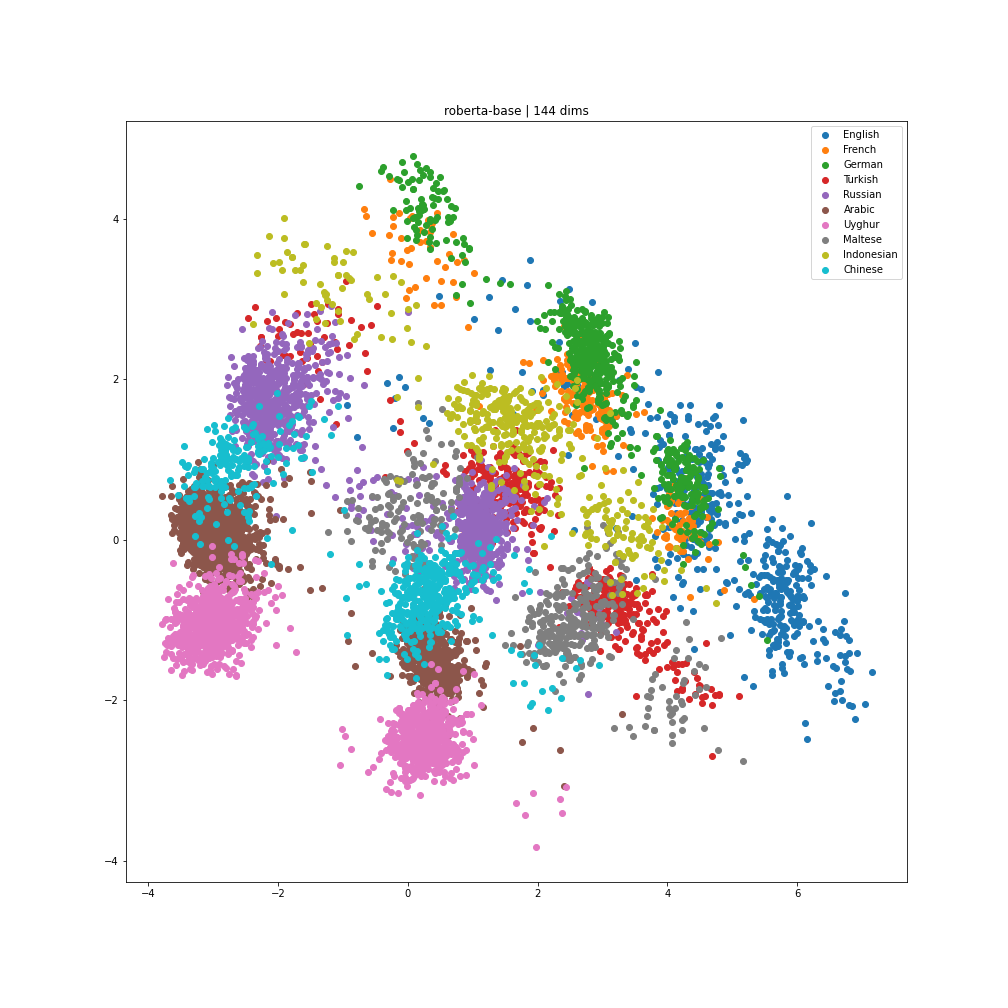 roberta-base | 144 dims
English
French
German
Turkish
Russian
Arabic
Uyghur
Maltese
Indonesian
Chinese
4
2
0
−2
−4
−4 −2 0 2 4 6